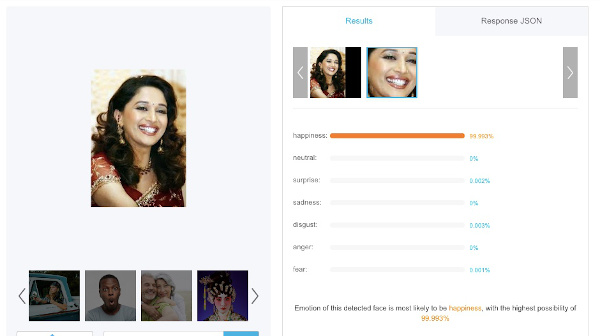 Results
Response JSON
happiness: 99.993%
neutral: 0%
surprise: 0.002%
sadness: 0%
disgust: 0.003%
anger: 0%
fear: 0.001%
Emotion of this detected face is most likely to be happiness, with the highest possibility of
99.993%